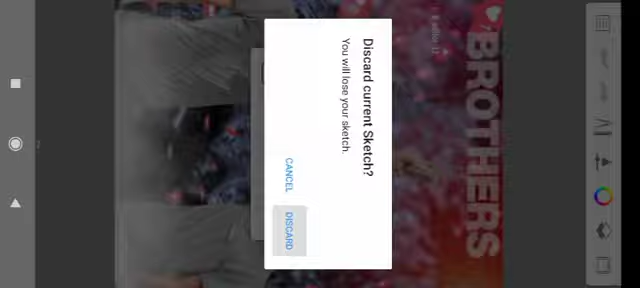 Discard current Sketch?
You will lose your sketch.
CANCEL
DISCARD
BROTHERS